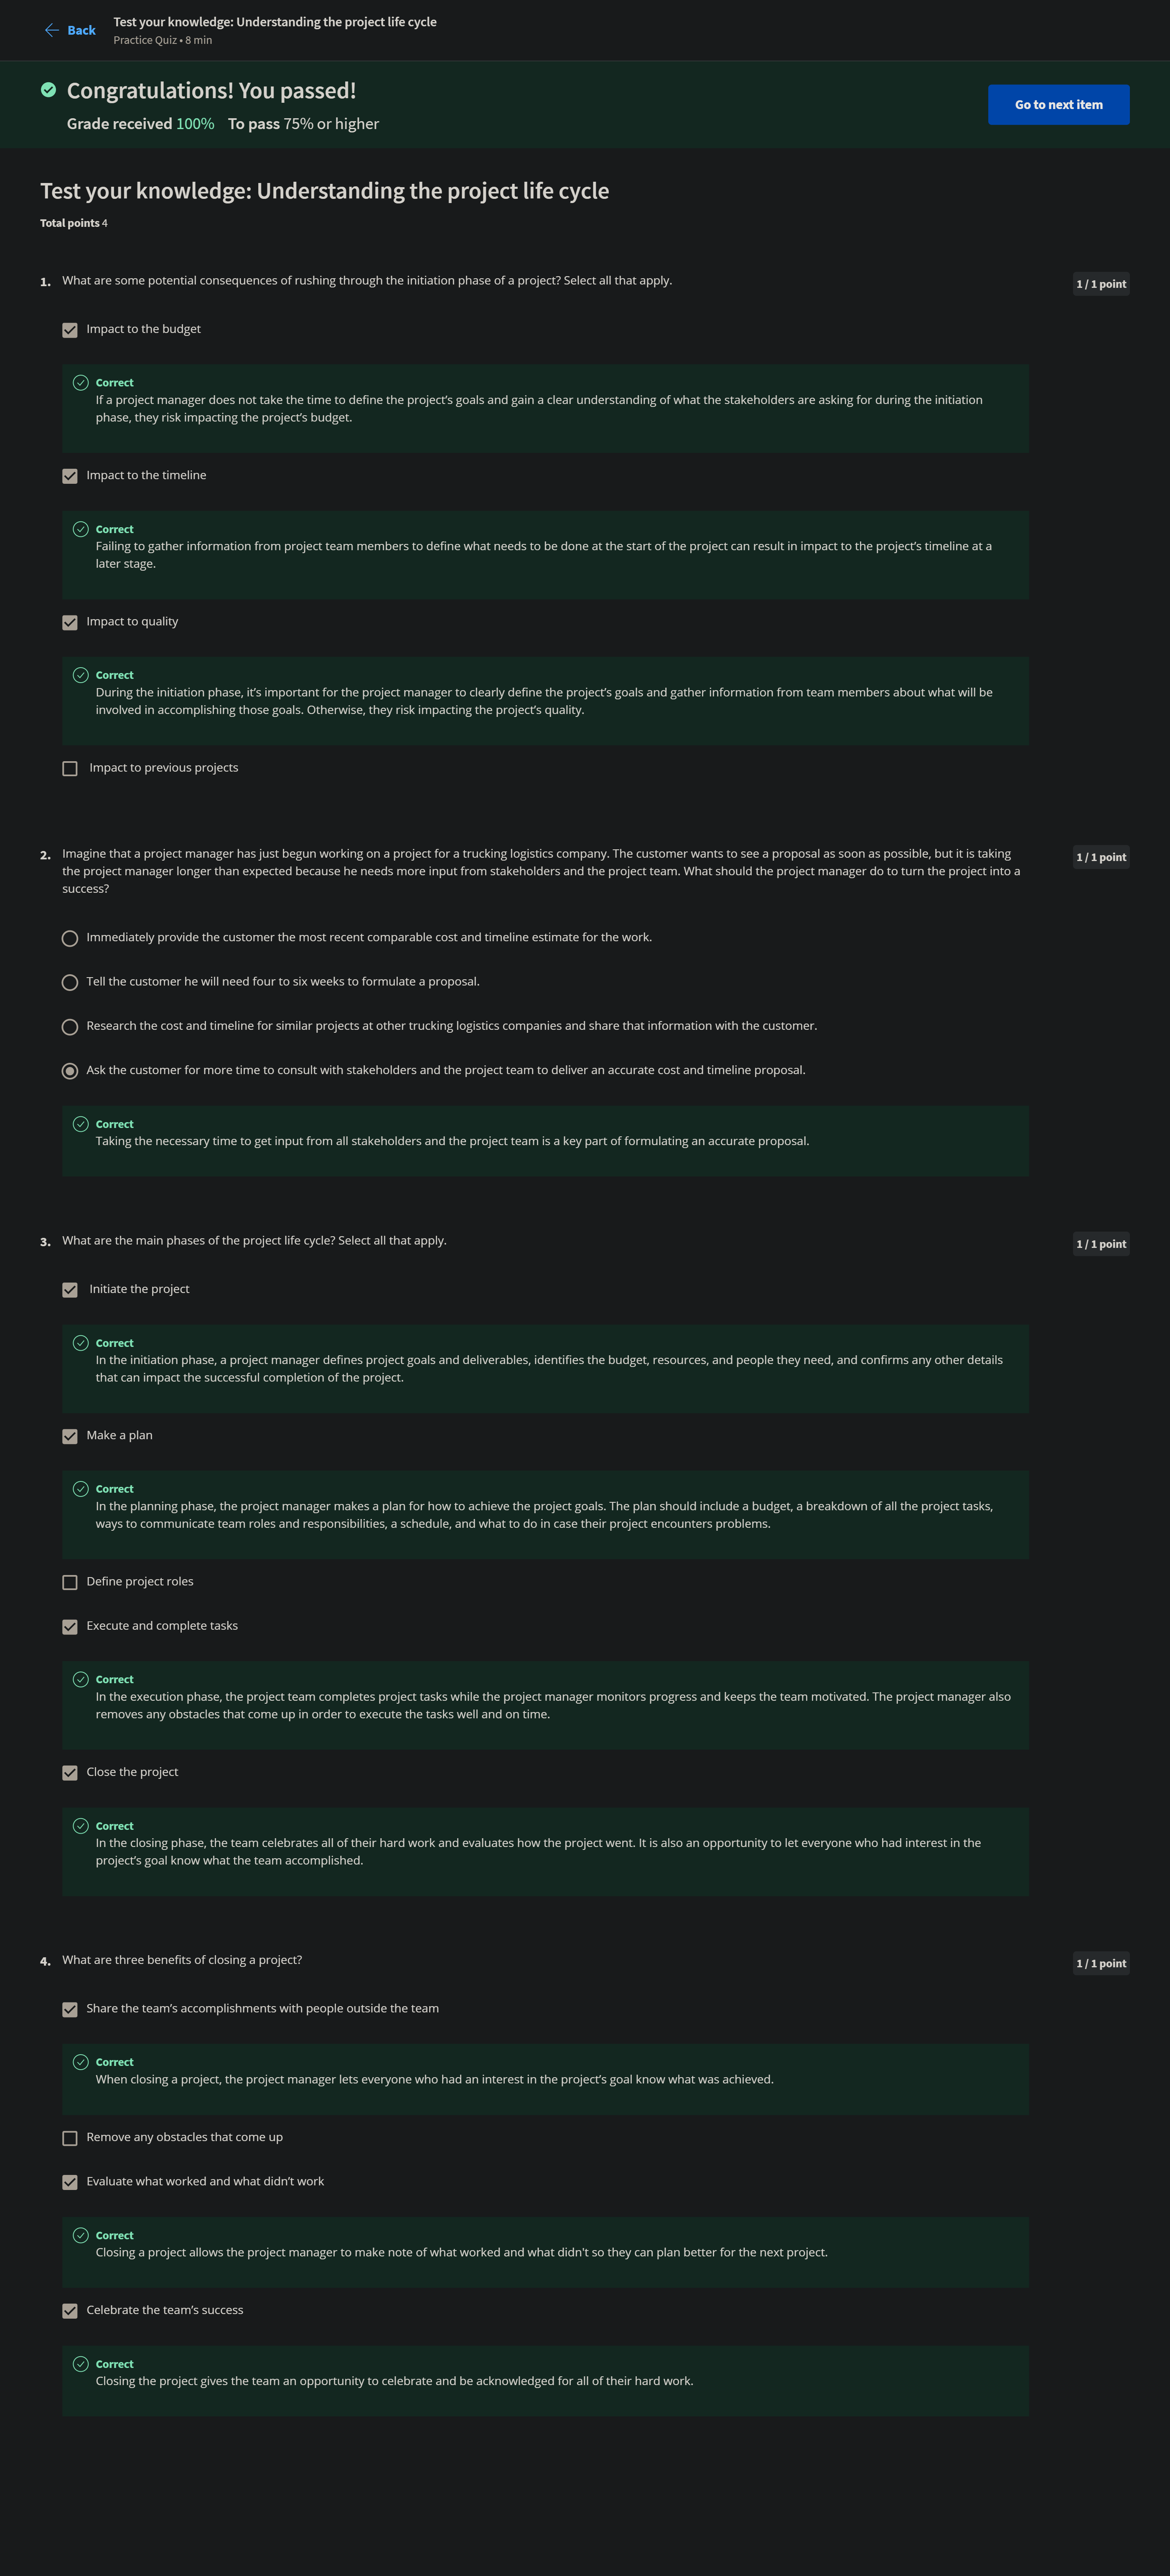 Back
Test your knowledge: Understanding the project life cycle
Practice Quiz • 8 min
Congratulations! You passed!
Grade received 100% To pass 75% or higher
Go to next item
Test your knowledge: Understanding the project life cycle
Total points 4
1. What are some potential consequences of rushing through the initiation phase of a project? Select all that apply.
1 / 1 point
Impact to the budget
Correct
If a project manager does not take the time to define the project's goals and gain a clear understanding of what the stakeholders are asking for during the initiation
phase, they risk impacting the project's budget.
Impact to the timeline
Correct
Failing to gather information from project team members to define what needs to be done at the start of the project can result in impact to the project's timeline at a
later stage.
Impact to quality
Correct
During the initiation phase, it's important for the project manager to clearly define the project's goals and gather information from team members about what will be
involved in accomplishing those goals. Otherwise, they risk impacting the project's quality.
Impact to previous projects
2. Imagine that a project manager has just begun working on a project for a trucking logistics company. The customer wants to see a proposal as soon as possible, but it is taking
the project manager longer than expected because he needs more input from stakeholders and the project team. What should the project manager do to turn the project into a
success?
1 / 1 point
Immediately provide the customer the most recent comparable cost and timeline estimate for the work.
Tell the customer he will need four to six weeks to formulate a proposal.
Research the cost and timeline for similar projects at other trucking logistics companies and share that information with the customer.
Ask the customer for more time to consult with stakeholders and the project team to deliver an accurate cost and timeline proposal.
Correct
Taking the necessary time to get input from all stakeholders and the project team is a key part of formulating an accurate proposal.
3. What are the main phases of the project life cycle? Select all that apply.
1 / 1 point
Initiate the project
Correct
In the initiation phase, a project manager defines project goals and deliverables, identifies the budget, resources, and people they need, and confirms any other details
that can impact the successful completion of the project.
Make a plan
Correct
In the planning phase, the project manager makes a plan for how to achieve the project goals. The plan should include a budget, a breakdown of all the project tasks,
ways to communicate team roles and responsibilities, a schedule, and what to do in case their project encounters problems.
Define project roles
Execute and complete tasks
Correct
In the execution phase, the project team completes project tasks while the project manager monitors progress and keeps the team motivated. The project manager also
removes any obstacles that come up in order to execute the tasks well and on time.
Close the project
Correct
In the closing phase, the team celebrates all of their hard work and evaluates how the project went. It is also an opportunity to let everyone who had interest in the
project's goal know what the team accomplished.
4. What are three benefits of closing a project?
1 / 1 point
Share the team's accomplishments with people outside the team
Correct
When closing a project, the project manager lets everyone who had an interest in the project's goal know what was achieved.
Remove any obstacles that come up
Evaluate what worked and what didn't work
Correct
Closing a project allows the project manager to make note of what worked and what didn't so they can plan better for the next project.
Celebrate the team's success
Correct
Closing the project gives the team an opportunity to celebrate and be acknowledged for all of their hard work.